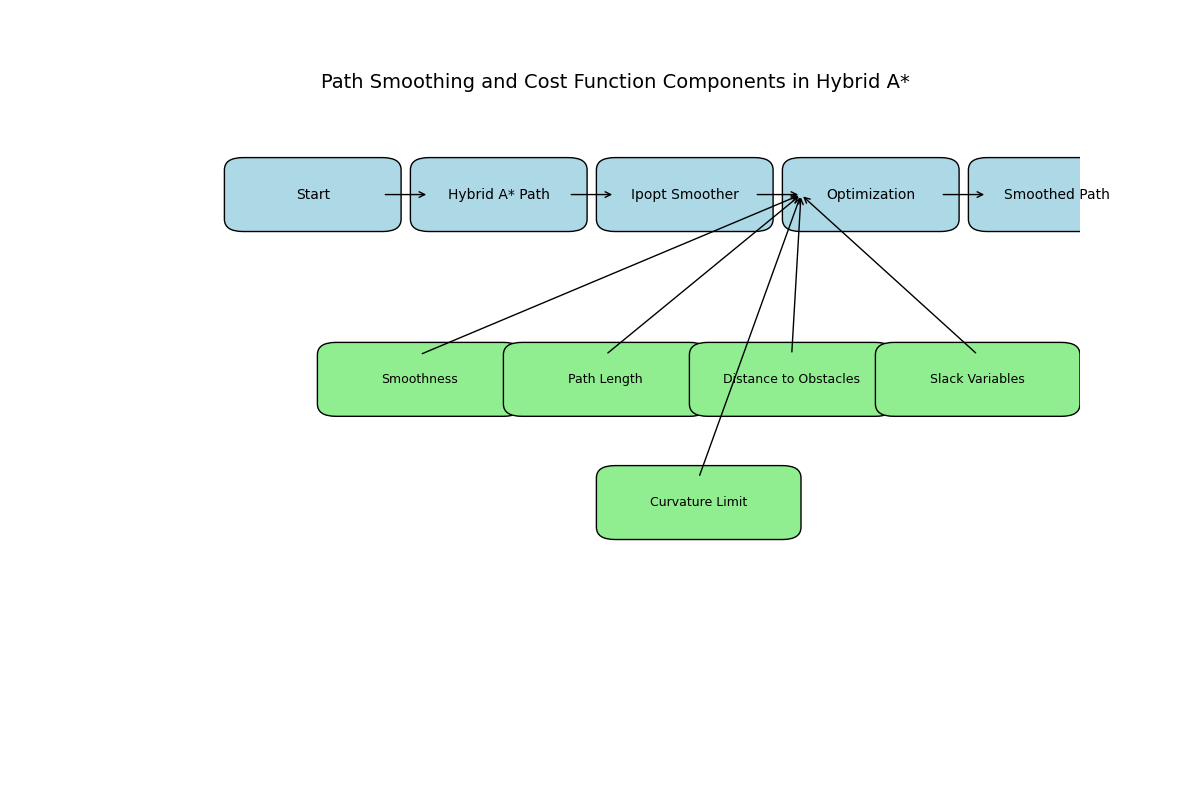 Path Smoothing and Cost Function Components in Hybrid A*
Start
Hybrid A* Path
Ipopt Smoother
Optimization
Smoothed Path
Smoothness
Path Length
Distance to Obstacles
Slack Variables
Curvature Limit